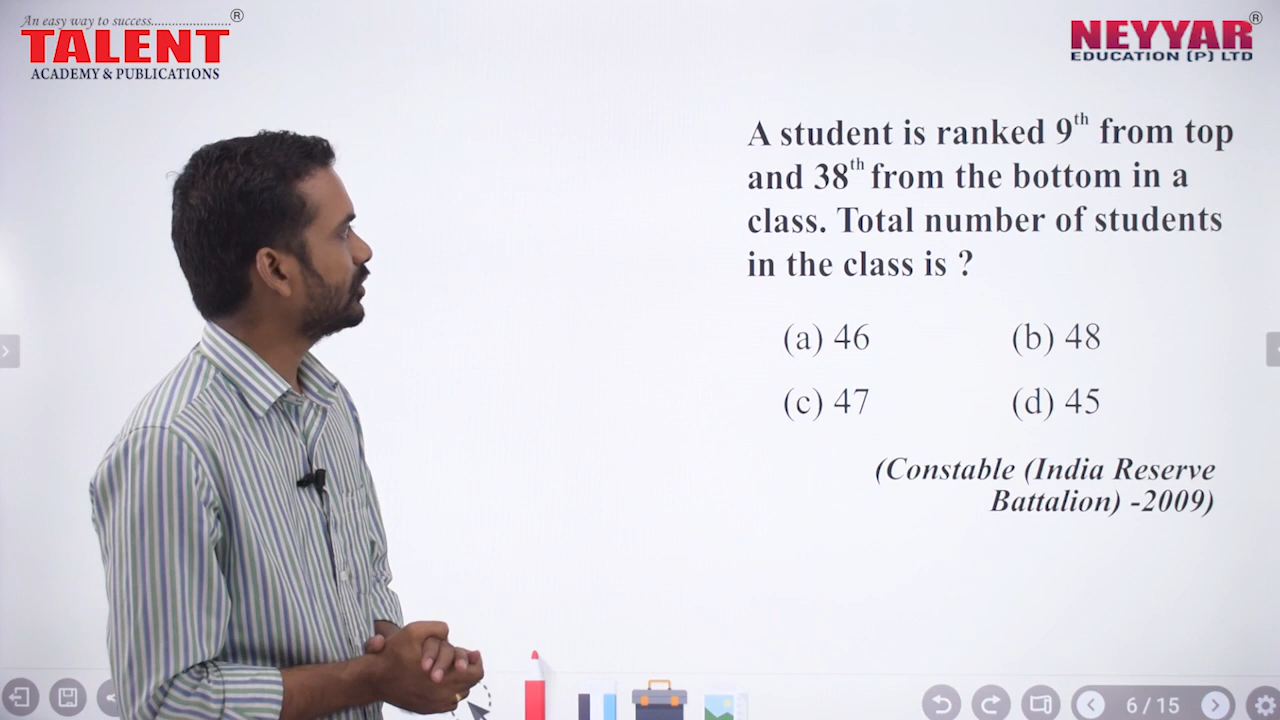 An easy way to success........................®
TALENT
ACADEMY & PUBLICATIONS
NEYYAR®
EDUCATION (P) LTD
A student is ranked 9th from top
and 38th from the bottom in a
class. Total number of students
in the class is ?
(a) 46 (b) 48
(c) 47 (d) 45
(Constable (India Reserve
Battalion) -2009)
6 / 15